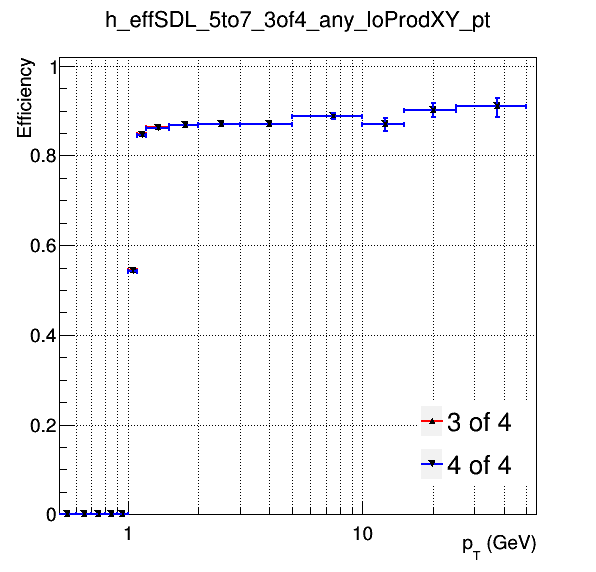 h_effSDL_5to7_3of4_any_loProdXY_pt
Efficiency
1
0.8
0.6
0.4
0.2
0
3 of 4
4 of 4
1
10
p_T (GeV)